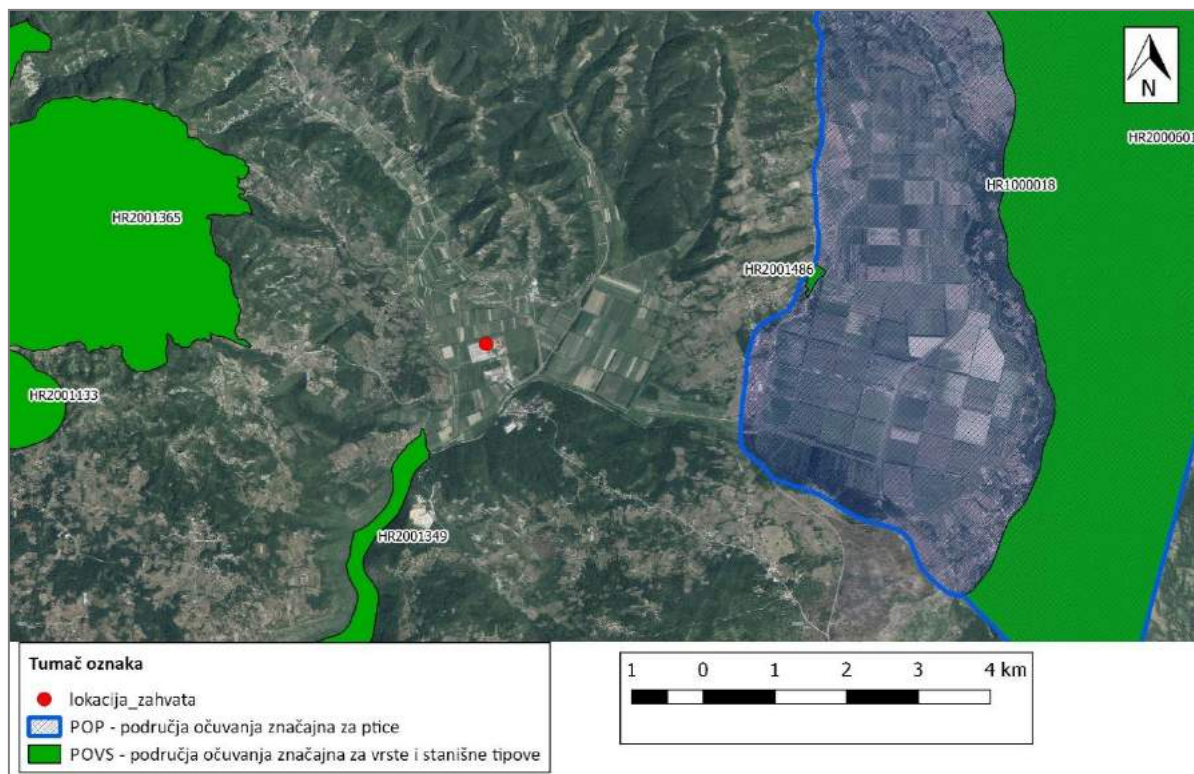 N
HR2000601
HR1000018
HR2001365
HR2001486
HR2001133
HR2001349
Tumač oznaka
lokacija_zahvata
POP - područja očuvanja značajna za ptice
POVS - područja očuvanja značajna za vrste i stanišne tipove
1 0 1 2 3 4 km